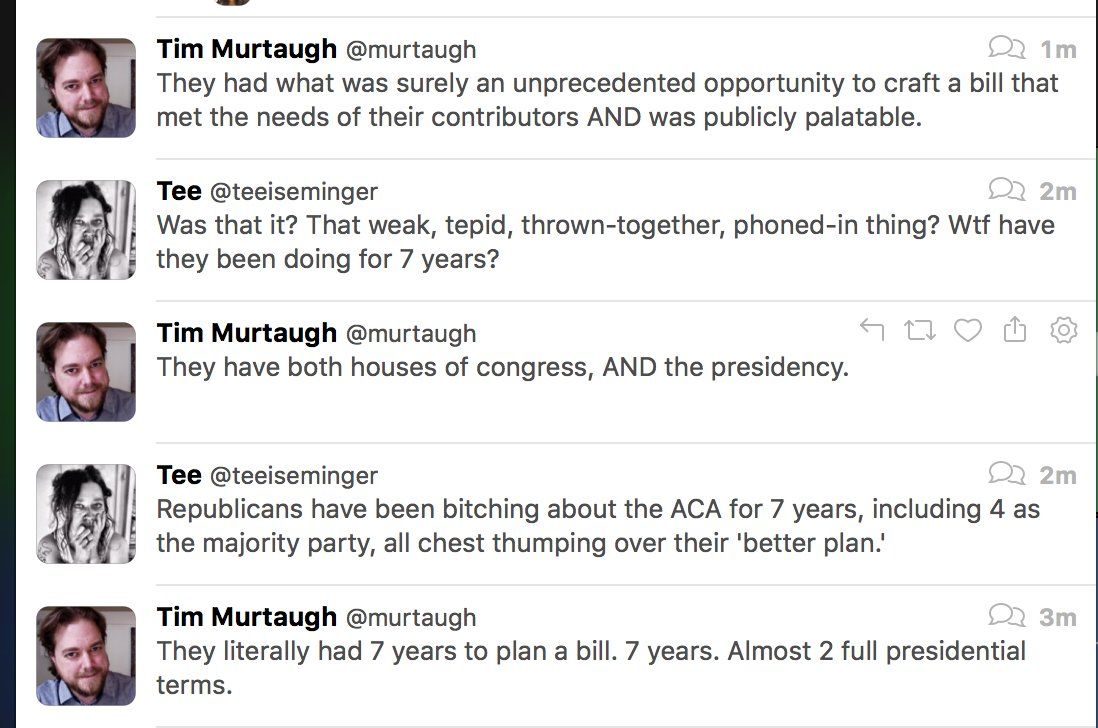 Tim Murtaugh @murtaugh 1m
They had what was surely an unprecedented opportunity to craft a bill that
met the needs of their contributors AND was publicly palatable.
Tee @teeiseminger 2m
Was that it? That weak, tepid, thrown-together, phoned-in thing? Wtf have
they been doing for 7 years?
Tim Murtaugh @murtaugh
They have both houses of congress, AND the presidency.
Tee @teeiseminger 2m
Republicans have been bitching about the ACA for 7 years, including 4 as
the majority party, all chest thumping over their 'better plan.'
Tim Murtaugh @murtaugh 3m
They literally had 7 years to plan a bill. 7 years. Almost 2 full presidential
terms.